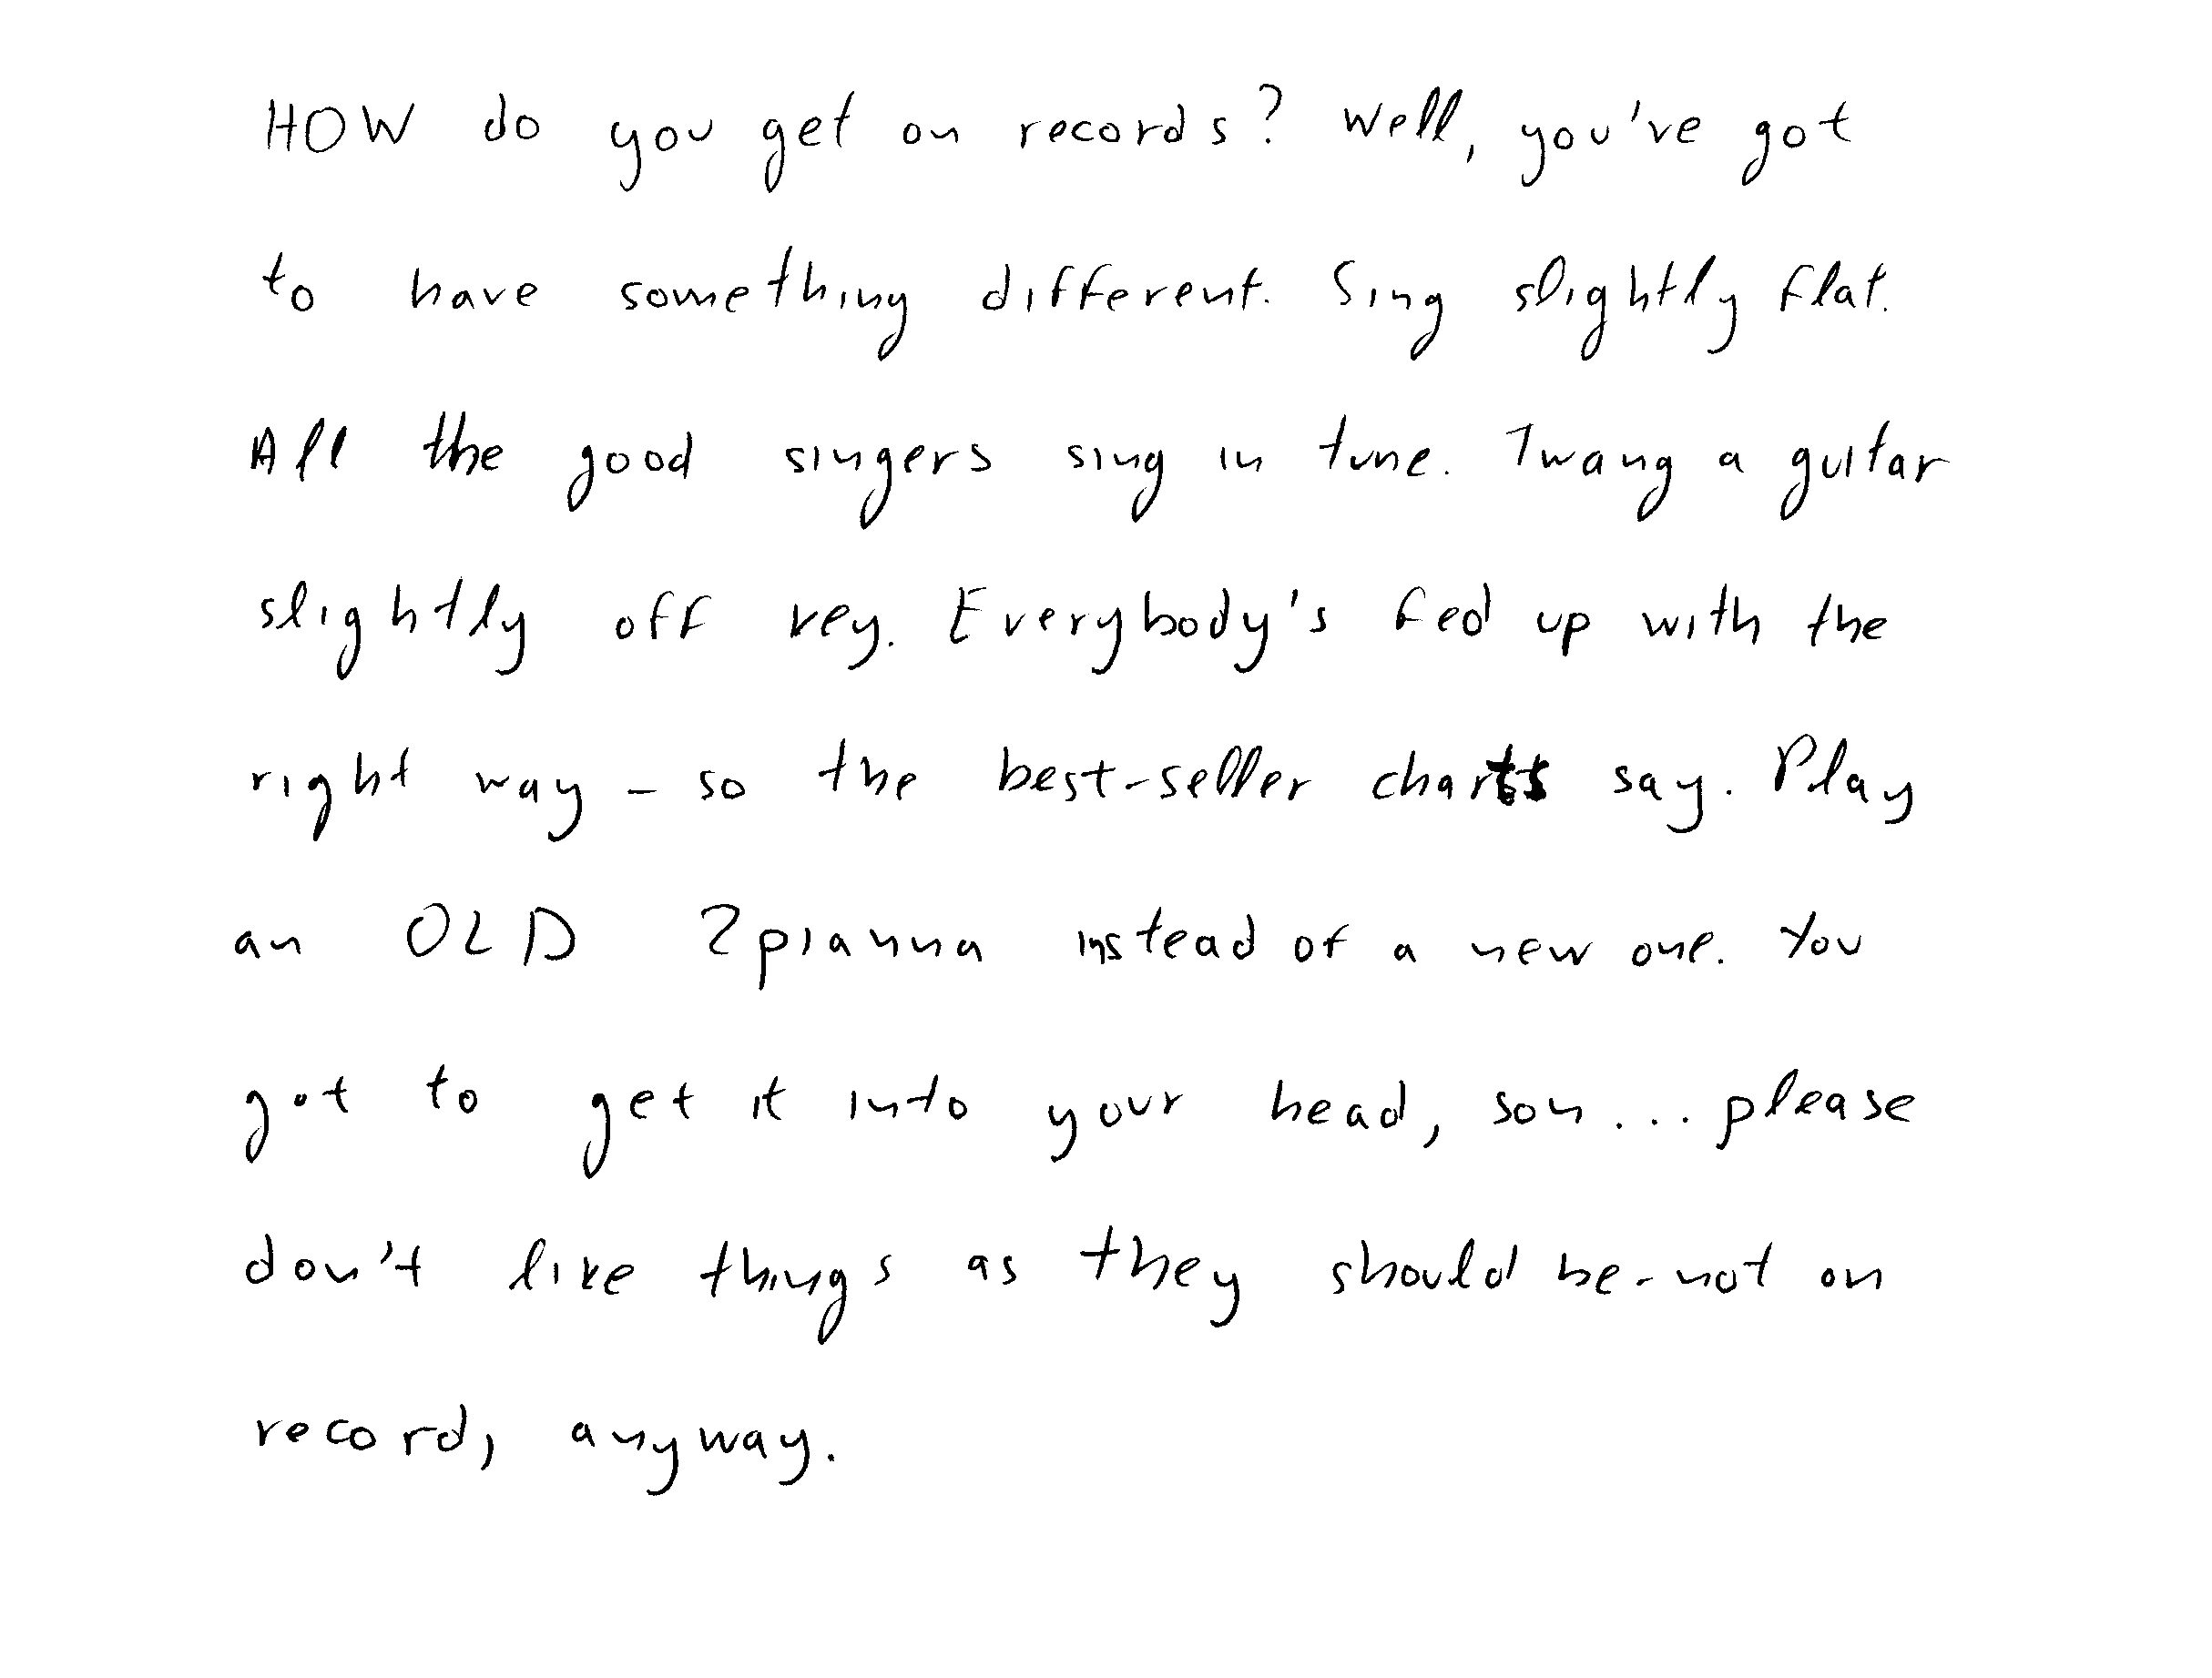 HOW do you get on records? Well, you've got
to have something different. Sing slightly flat.
All the good singers sing in tune. Twang a guitar
slightly off key. Everybody's fed up with the
right way - so the best-seller charts say. Play
an OLD 2pianna instead of a new one. You
got to get it into your head, son... please
don't like things as they should be - not on
record, anyway.